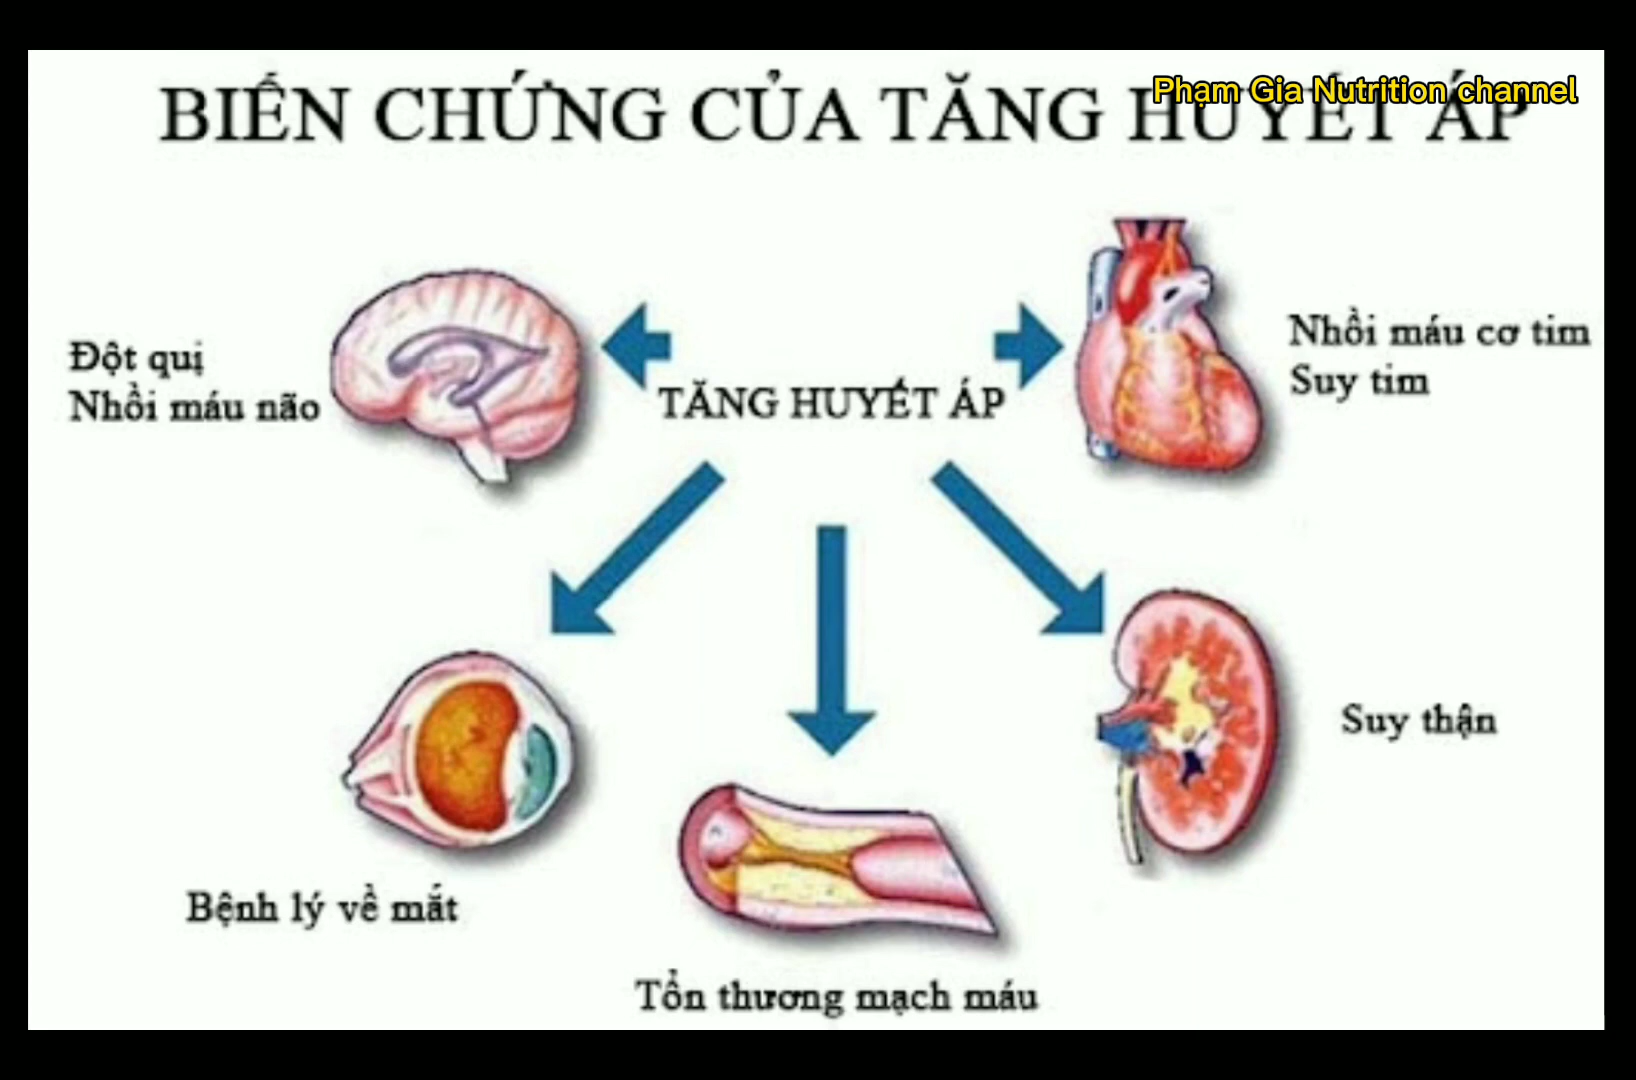 BIẾN CHỨNG CỦA TĂNG HUYẾT ÁP
Phạm Gia Nutrition channel
Đột quị
Nhồi máu não
TĂNG HUYẾT ÁP
Nhồi máu cơ tim
Suy tim
Suy thận
Bệnh lý về mắt
Tổn thương mạch máu